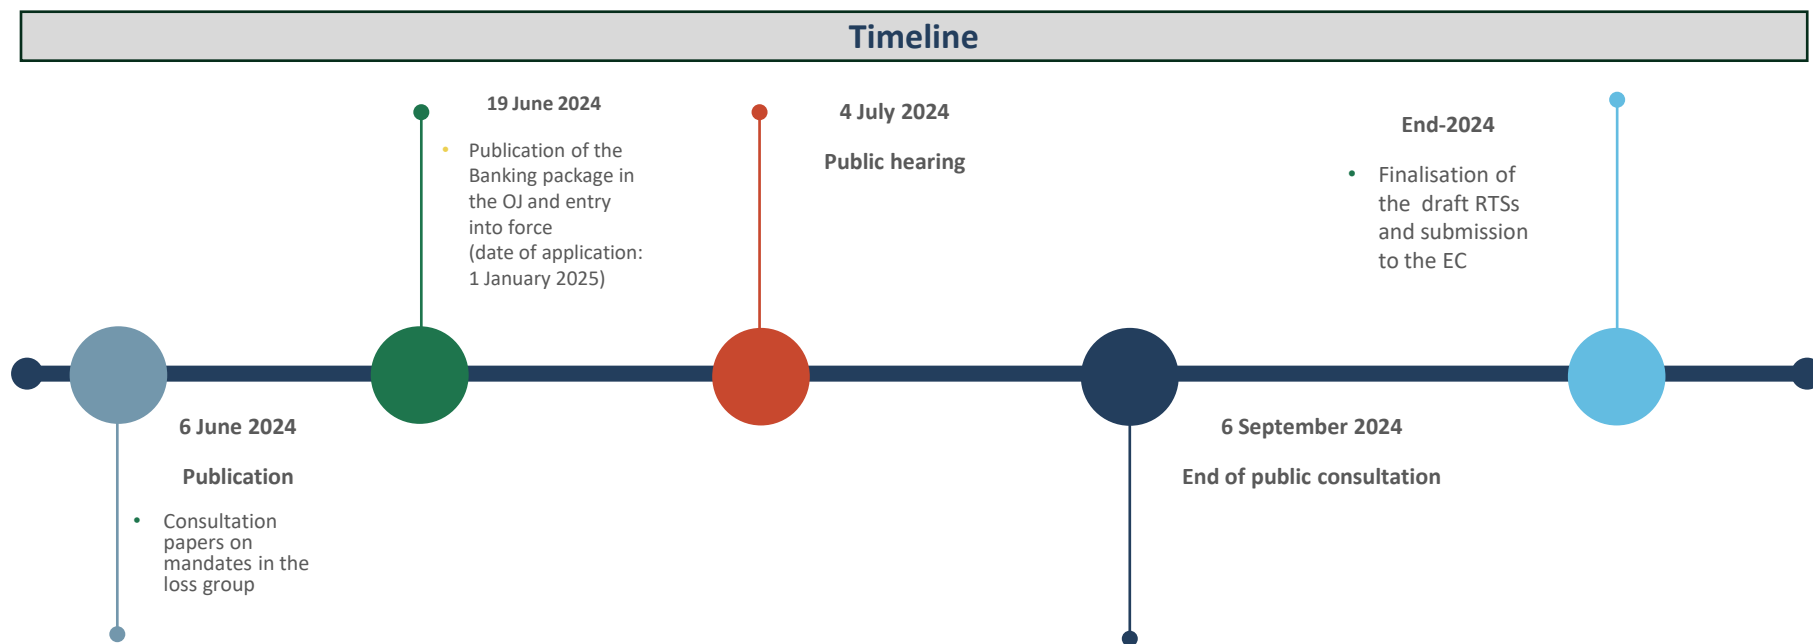 Timeline
6 June 2024
Publication
• Consultation
papers on
mandates in the
loss group
19 June 2024
• Publication of the
Banking package in
the OJ and entry
into force
(date of application:
1 January 2025)
4 July 2024
Public hearing
6 September 2024
End of public consultation
End-2024
• Finalisation of
the draft RTSs
and submission
to the EC